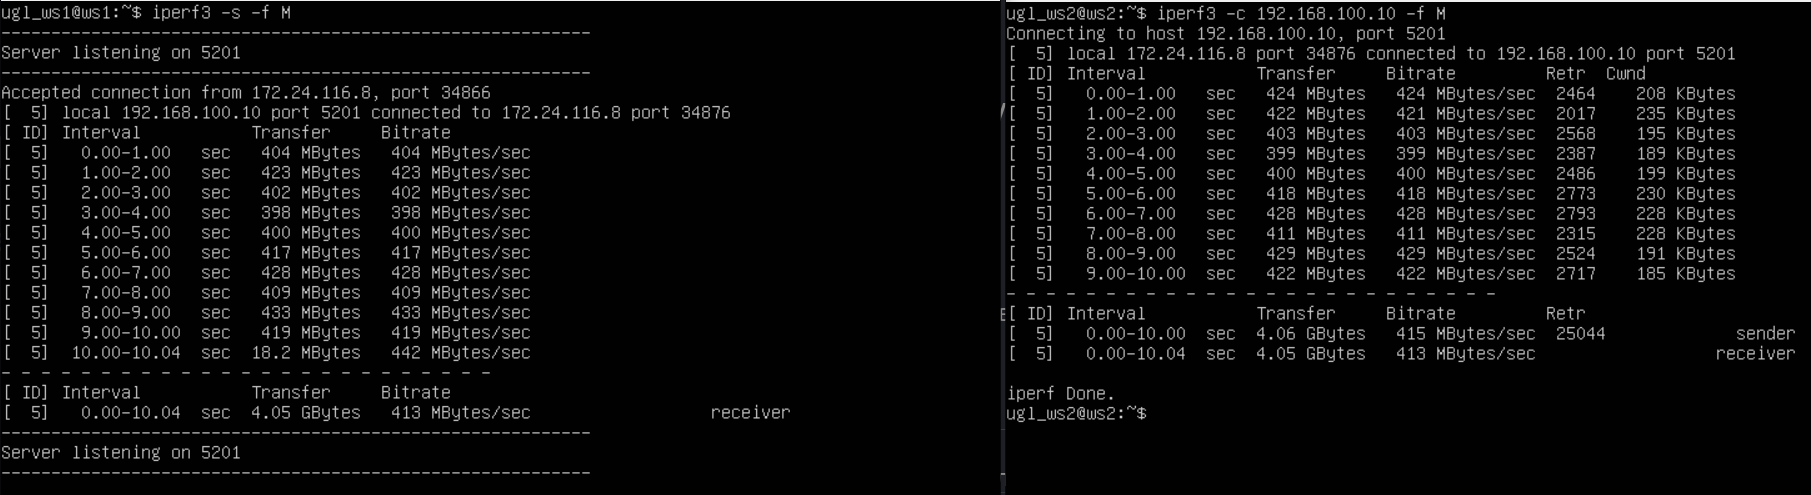 ugl_ws1@ws1:~$ iperf3 -s -f M
-----------------------------------------------------------
Server listening on 5201
-----------------------------------------------------------
Accepted connection from 172.24.116.8, port 34866
[  5] local 192.168.100.10 port 5201 connected to 172.24.116.8 port 34876
[ ID] Interval           Transfer     Bitrate
[  5]   0.00-1.00   sec   404 MBytes   404 MBytes/sec
[  5]   1.00-2.00   sec   423 MBytes   423 MBytes/sec
[  5]   2.00-3.00   sec   402 MBytes   402 MBytes/sec
[  5]   3.00-4.00   sec   398 MBytes   398 MBytes/sec
[  5]   4.00-5.00   sec   400 MBytes   400 MBytes/sec
[  5]   5.00-6.00   sec   417 MBytes   417 MBytes/sec
[  5]   6.00-7.00   sec   428 MBytes   428 MBytes/sec
[  5]   7.00-8.00   sec   409 MBytes   409 MBytes/sec
[  5]   8.00-9.00   sec   433 MBytes   433 MBytes/sec
[  5]   9.00-10.00  sec   419 MBytes   419 MBytes/sec
[  5]  10.00-10.04  sec  18.2 MBytes   442 MBytes/sec
- - - - - - - - - - - - - - - - - - - - - - - - -
[ ID] Interval           Transfer     Bitrate
[  5]   0.00-10.04  sec  4.05 GBytes   413 MBytes/sec                  receiver
-----------------------------------------------------------
Server listening on 5201
-----------------------------------------------------------
ugl_ws2@ws2:~$ iperf3 -c 192.168.100.10 -f M
Connecting to host 192.168.100.10, port 5201
[  5] local 172.24.116.8 port 34876 connected to 192.168.100.10 port 5201
[ ID] Interval           Transfer     Bitrate         Retr  Cwnd
[  5]   0.00-1.00   sec   424 MBytes   424 MBytes/sec  2464    208 KBytes
[  5]   1.00-2.00   sec   422 MBytes   421 MBytes/sec  2017    235 KBytes
[  5]   2.00-3.00   sec   403 MBytes   403 MBytes/sec  2568    195 KBytes
[  5]   3.00-4.00   sec   399 MBytes   399 MBytes/sec  2387    189 KBytes
[  5]   4.00-5.00   sec   400 MBytes   400 MBytes/sec  2486    199 KBytes
[  5]   5.00-6.00   sec   418 MBytes   418 MBytes/sec  2773    230 KBytes
[  5]   6.00-7.00   sec   428 MBytes   428 MBytes/sec  2793    228 KBytes
[  5]   7.00-8.00   sec   411 MBytes   411 MBytes/sec  2315    228 KBytes
[  5]   8.00-9.00   sec   429 MBytes   429 MBytes/sec  2524    191 KBytes
[  5]   9.00-10.00  sec   422 MBytes   422 MBytes/sec  2717    185 KBytes
- - - - - - - - - - - - - - - - - - - - - - - - -
[ ID] Interval           Transfer     Bitrate         Retr
[  5]   0.00-10.00  sec  4.06 GBytes   415 MBytes/sec  25044             sender
[  5]   0.00-10.04  sec  4.05 GBytes   413 MBytes/sec                  receiver
iperf Done.
ugl_ws2@ws2:~$